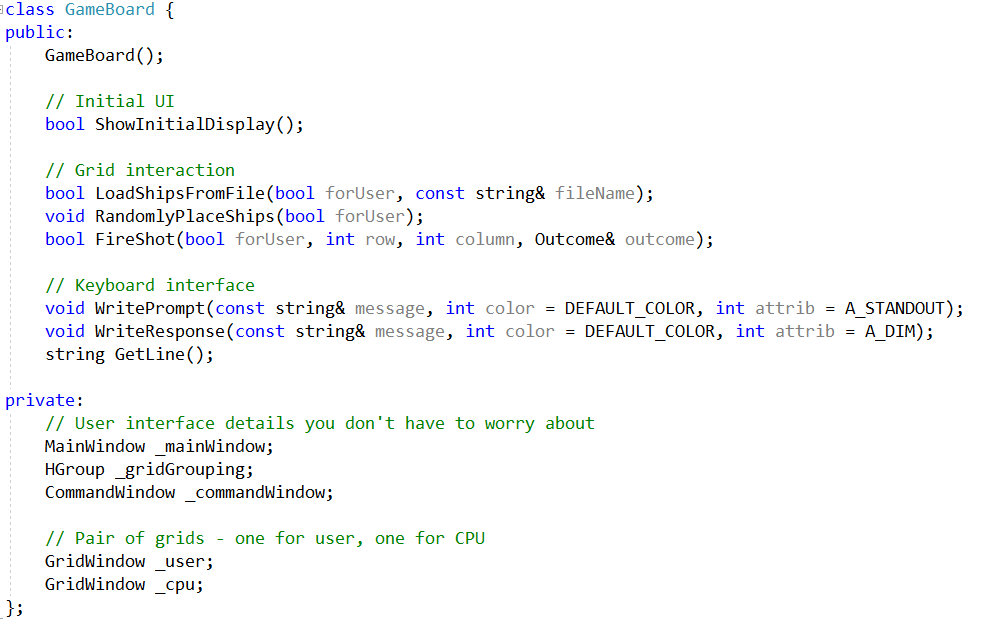 class GameBoard {
public:
    GameBoard();

    // Initial UI
    bool ShowInitialDisplay();

    // Grid interaction
    bool LoadShipsFromFile(bool forUser, const string& fileName);
    void RandomlyPlaceShips(bool forUser);
    bool FireShot(bool forUser, int row, int column, Outcome& outcome);

    // Keyboard interface
    void WritePrompt(const string& message, int color = DEFAULT_COLOR, int attrib = A_STANDOUT);
    void WriteResponse(const string& message, int color = DEFAULT_COLOR, int attrib = A_DIM);
    string GetLine();

private:
    // User interface details you don't have to worry about
    MainWindow _mainWindow;
    HGroup _gridGrouping;
    CommandWindow _commandWindow;

    // Pair of grids - one for user, one for CPU
    GridWindow _user;
    GridWindow _cpu;
};